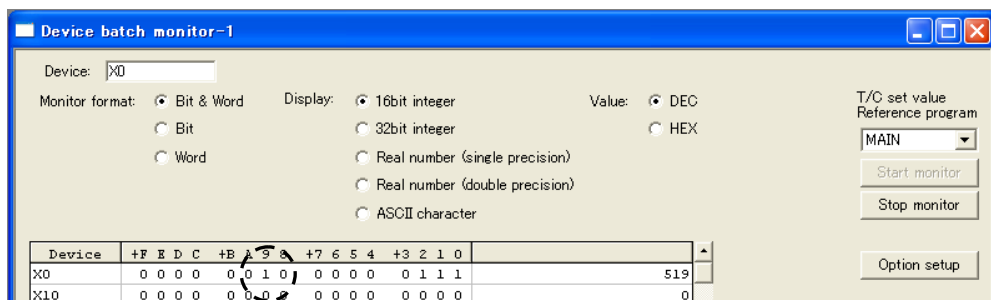 Device batch monitor-1
Device: X0
Monitor format: Bit & Word Display: 16bit integer Value: DEC T/C set value
Bit 32bit integer HEX Reference program
Word Real number (single precision) MAIN
Real number (double precision) Start monitor
ASCII character Stop monitor
Device +F E D C +B A 9 8 +7 6 5 4 +3 2 1 0
X0 0 0 0 0 0 0 1 0 0 0 0 0 0 1 1 1 519 Option setup
X10 0 0 0 0 0 0 0 0 0 0 0 0 0 0 0 0 0